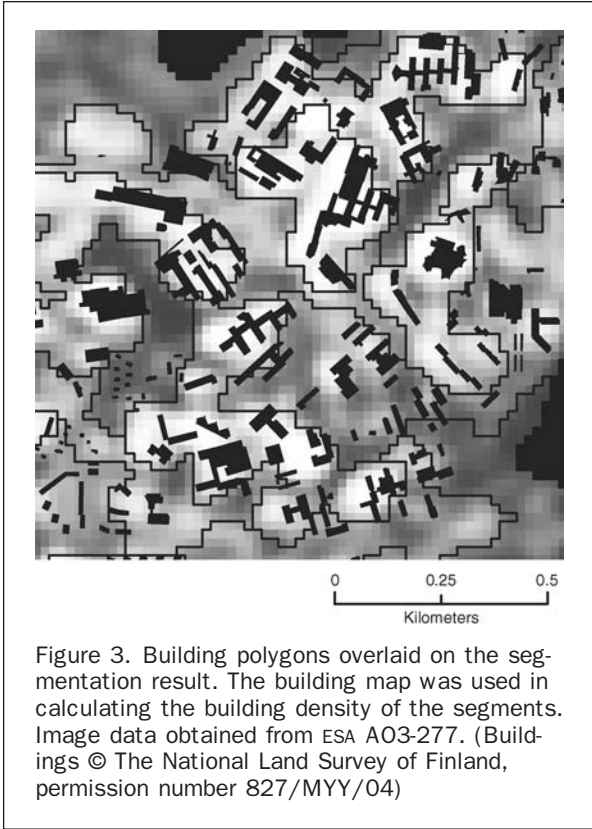 0 0.25 0.5
Kilometers
Figure 3. Building polygons overlaid on the seg-
mentation result. The building map was used in
calculating the building density of the segments.
Image data obtained from ESA AO3-277. (Build-
ings © The National Land Survey of Finland,
permission number 827/MYY/04)